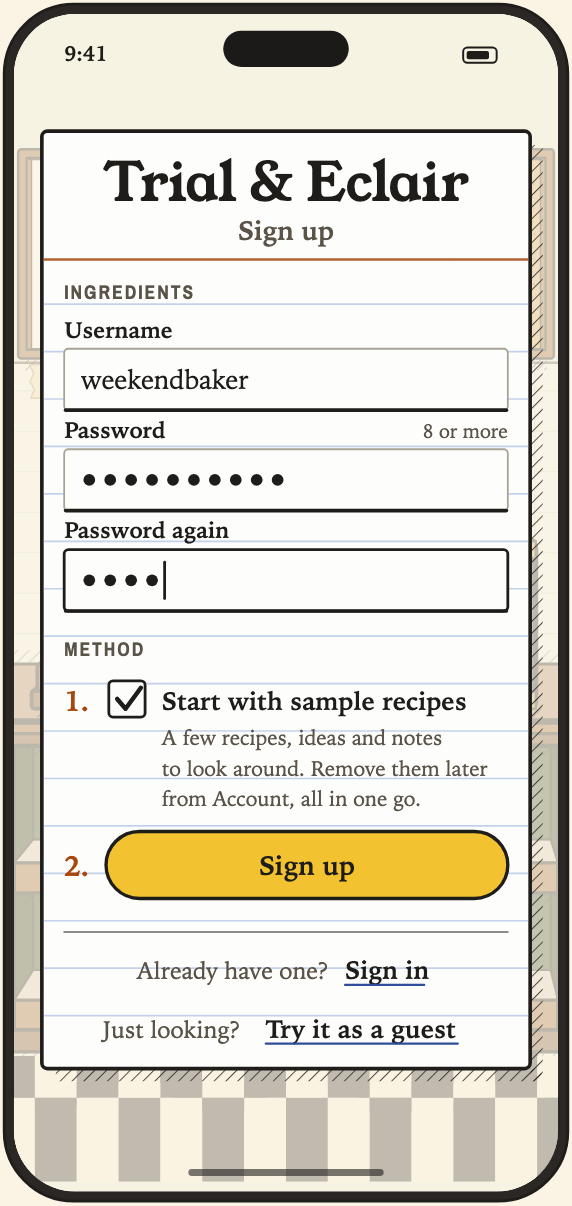 9:41
Trial & Eclair
Sign up
INGREDIENTS
Username
weekendbaker
Password 8 or more
●●●●●●●●●●
Password again
●●●●
METHOD
1. Start with sample recipes
A few recipes, ideas and notes
to look around. Remove them later
from Account, all in one go.
2. Sign up
Already have one? Sign in
Just looking? Try it as a guest